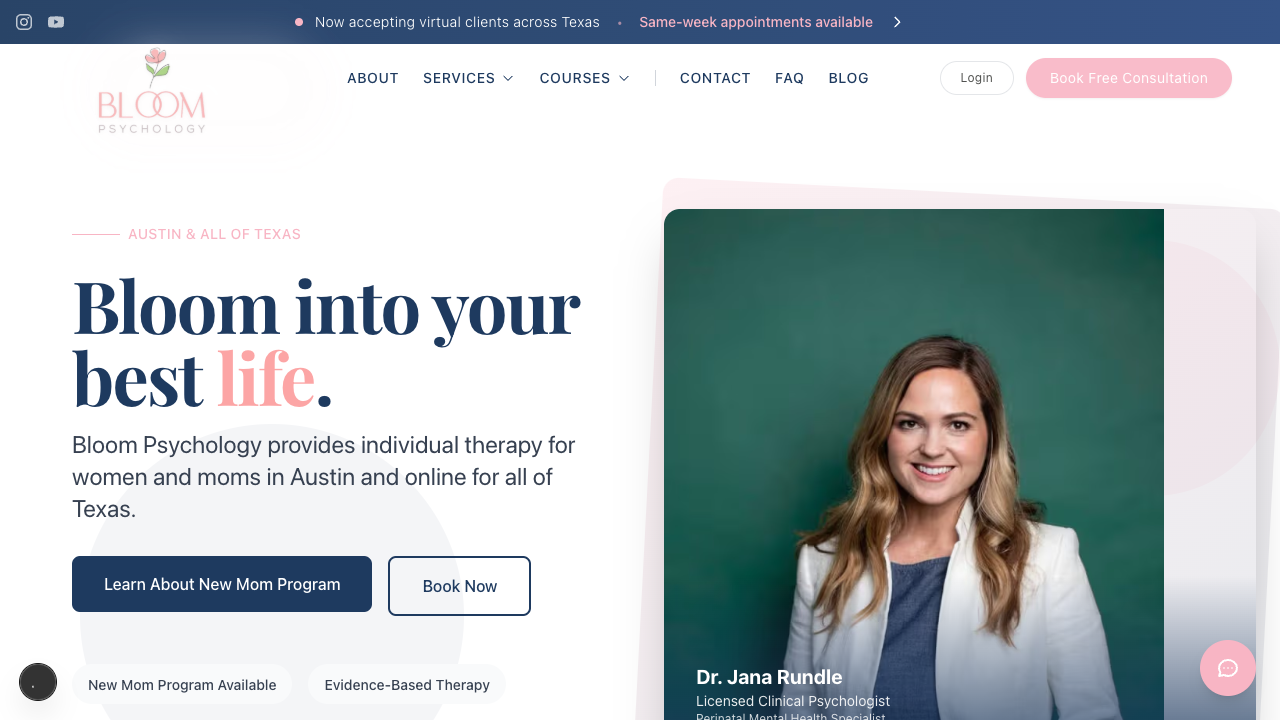 Now accepting virtual clients across Texas • Same-week appointments available
BLOOM
PSYCHOLOGY
ABOUT SERVICES COURSES CONTACT FAQ BLOG
Login
Book Free Consultation
AUSTIN & ALL OF TEXAS
Bloom into your
best life.
Bloom Psychology provides individual therapy for
women and moms in Austin and online for all of
Texas.
Learn About New Mom Program
Book Now
New Mom Program Available
Evidence-Based Therapy
Dr. Jana Rundle
Licensed Clinical Psychologist
Perinatal Mental Health Specialist